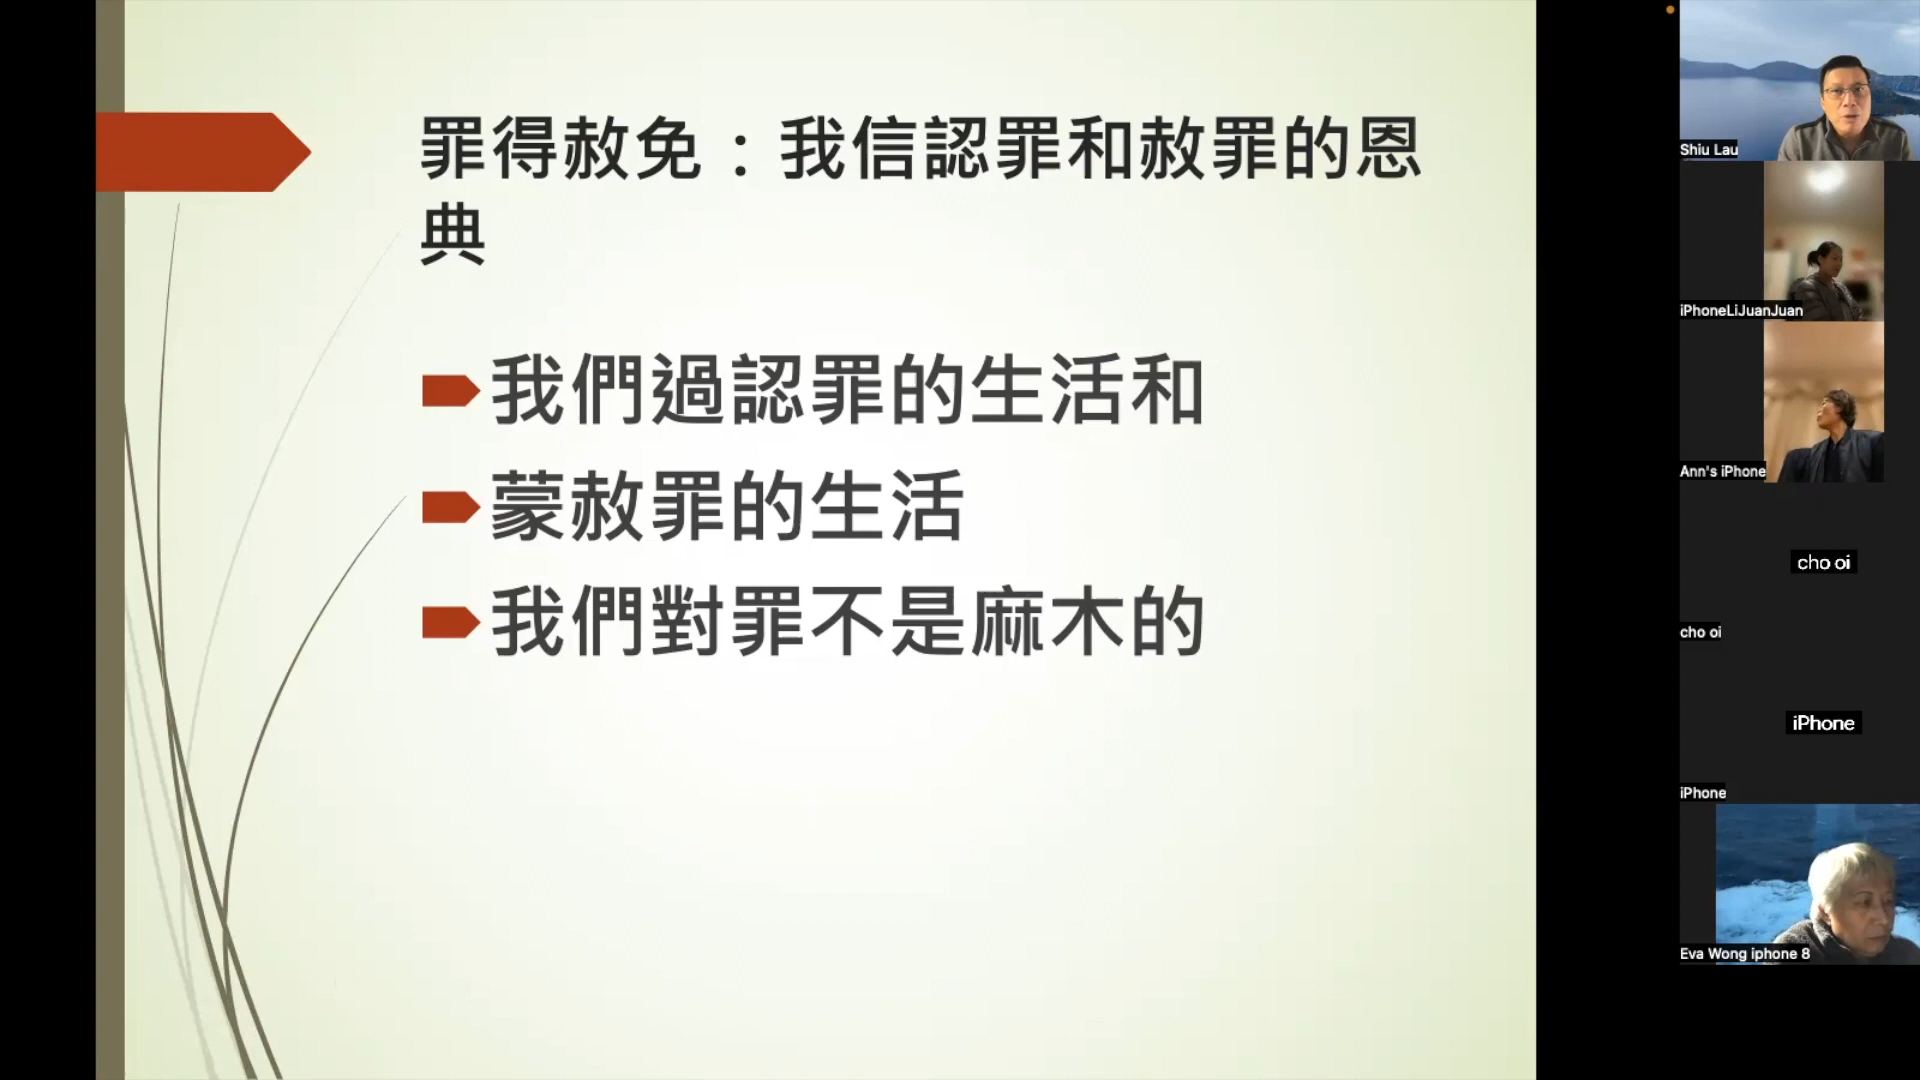 罪得赦免：我信認罪和赦罪的恩
典
我們過認罪的生活和
蒙赦罪的生活
我們對罪不是麻木的
Shiu Lau
iPhoneLiJuanJuan
Ann's iPhone
cho oi
cho oi
iPhone
iPhone
Eva Wong iphone 8